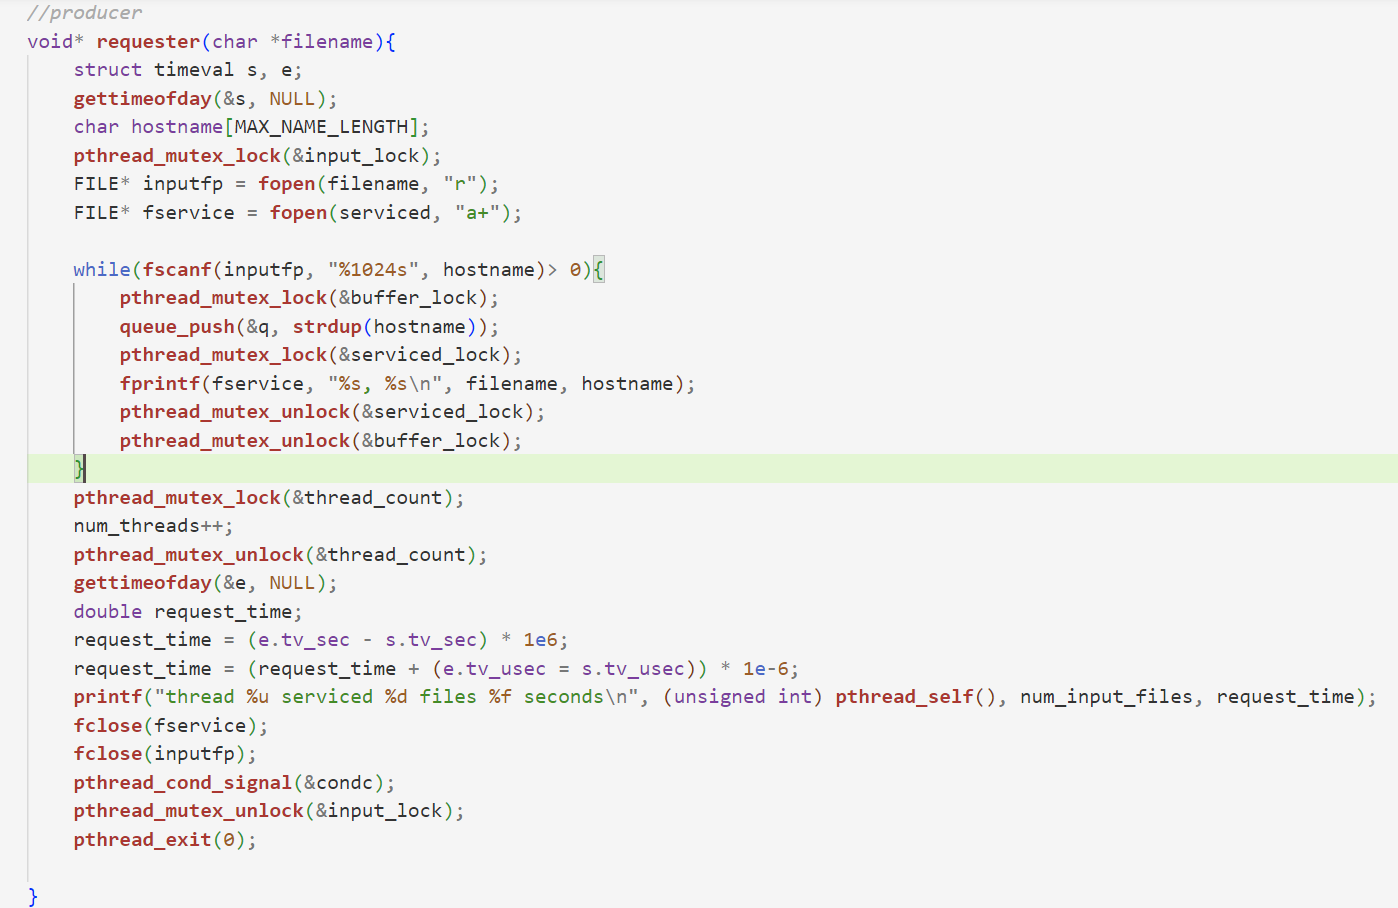 //producer
void* requester(char *filename){
    struct timeval s, e;
    gettimeofday(&s, NULL);
    char hostname[MAX_NAME_LENGTH];
    pthread_mutex_lock(&input_lock);
    FILE* inputfp = fopen(filename, "r");
    FILE* fservice = fopen(serviced, "a+");

    while(fscanf(inputfp, "%1024s", hostname)> 0){
        pthread_mutex_lock(&buffer_lock);
        queue_push(&q, strdup(hostname));
        pthread_mutex_lock(&serviced_lock);
        fprintf(fservice, "%s, %s\n", filename, hostname);
        pthread_mutex_unlock(&serviced_lock);
        pthread_mutex_unlock(&buffer_lock);
    }
    pthread_mutex_lock(&thread_count);
    num_threads++;
    pthread_mutex_unlock(&thread_count);
    gettimeofday(&e, NULL);
    double request_time;
    request_time = (e.tv_sec - s.tv_sec) * 1e6;
    request_time = (request_time + (e.tv_usec = s.tv_usec)) * 1e-6;
    printf("thread %u serviced %d files %f seconds\n", (unsigned int) pthread_self(), num_input_files, request_time);
    fclose(fservice);
    fclose(inputfp);
    pthread_cond_signal(&condc);
    pthread_mutex_unlock(&input_lock);
    pthread_exit(0);

}